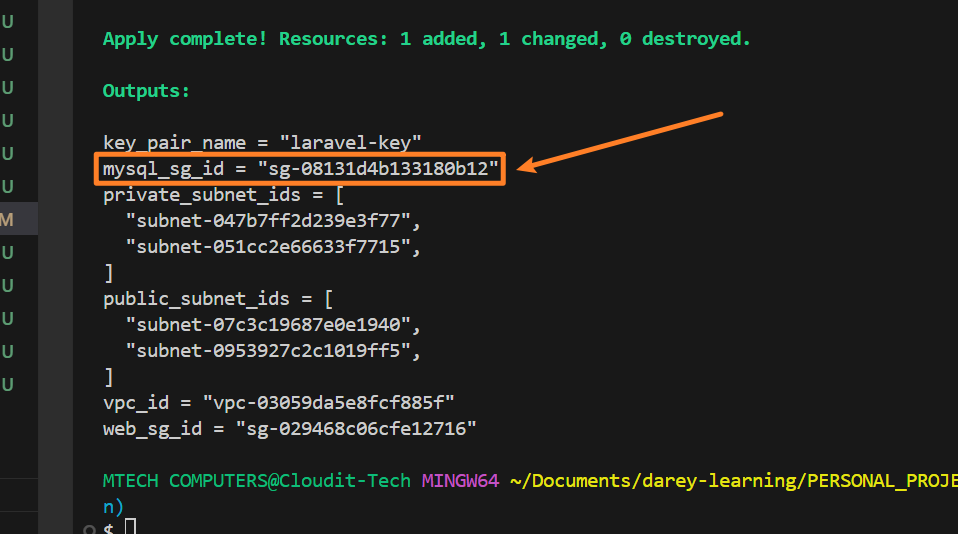 U
U
U
U
U
U
M
U
U
U
U
U
Apply complete! Resources: 1 added, 1 changed, 0 destroyed.
Outputs:
key_pair_name = "laravel-key"
mysql_sg_id = "sg-08131d4b133180b12"
private_subnet_ids = [
"subnet-047b7ff2d239e3f77",
"subnet-051cc2e66633f7715",
]
public_subnet_ids = [
"subnet-07c3c19687e0e1940",
"subnet-0953927c2c1019ff5",
]
vpc_id = "vpc-03059da5e8fcf885f"
web_sg_id = "sg-029468c06cfe12716"
MTECH COMPUTERS@Cloudit-Tech MINGW64 ~/Documents/darey-learning/PERSONAL_PROJE
n)
$